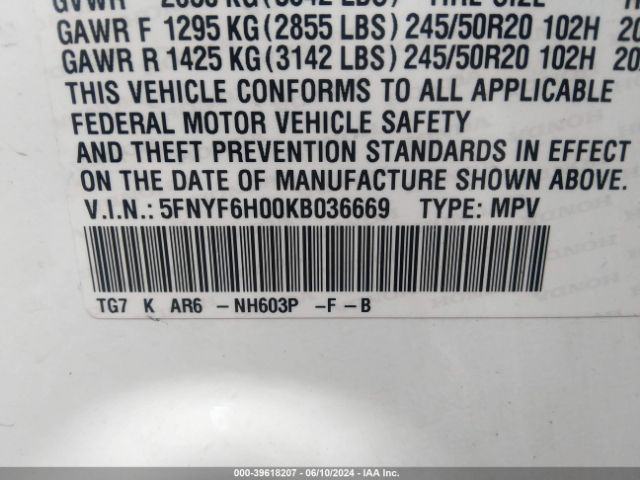 GAWR F 1295 KG (2855 LBS) 245/50R20 102H 20
GAWR R 1425 KG (3142 LBS) 245/50R20 102H 20
THIS VEHICLE CONFORMS TO ALL APPLICABLE
FEDERAL MOTOR VEHICLE SAFETY
AND THEFT PREVENTION STANDARDS IN EFFECT
ON THE DATE OF MANUFACTURE SHOWN ABOVE.
V.I.N.: 5FNYF6H00KB036669 TYPE: MPV
TG7 K AR6 - NH603P - F - B
000-39618207 - 06/10/2024 - IAA Inc.